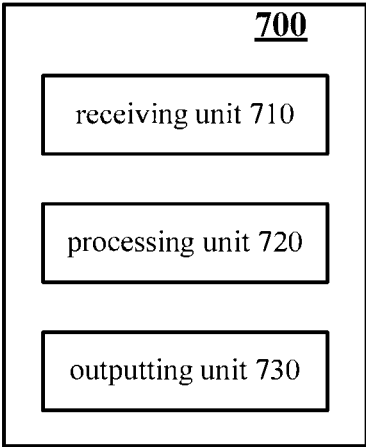 700
receiving unit 710
processing unit 720
outputting unit 730